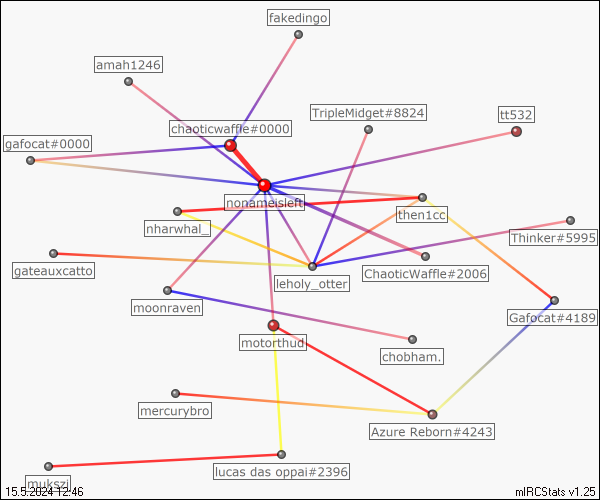 fakedingo
amah1246
TripleMidget#8824
tt532
chaoticwaffle#0000
gafocat#0000
nonameisleft
then1cc
nharwhal_
Thinker#5995
gateauxcatto
ChaoticWaffle#2006
leholy_otter
moonraven
Gafocat#4189
motorthud
chobham.
mercurybro
Azure Reborn#4243
lucas das oppai#2396
mukszi
15.5.2024 12:46
mIRCStats v1.25